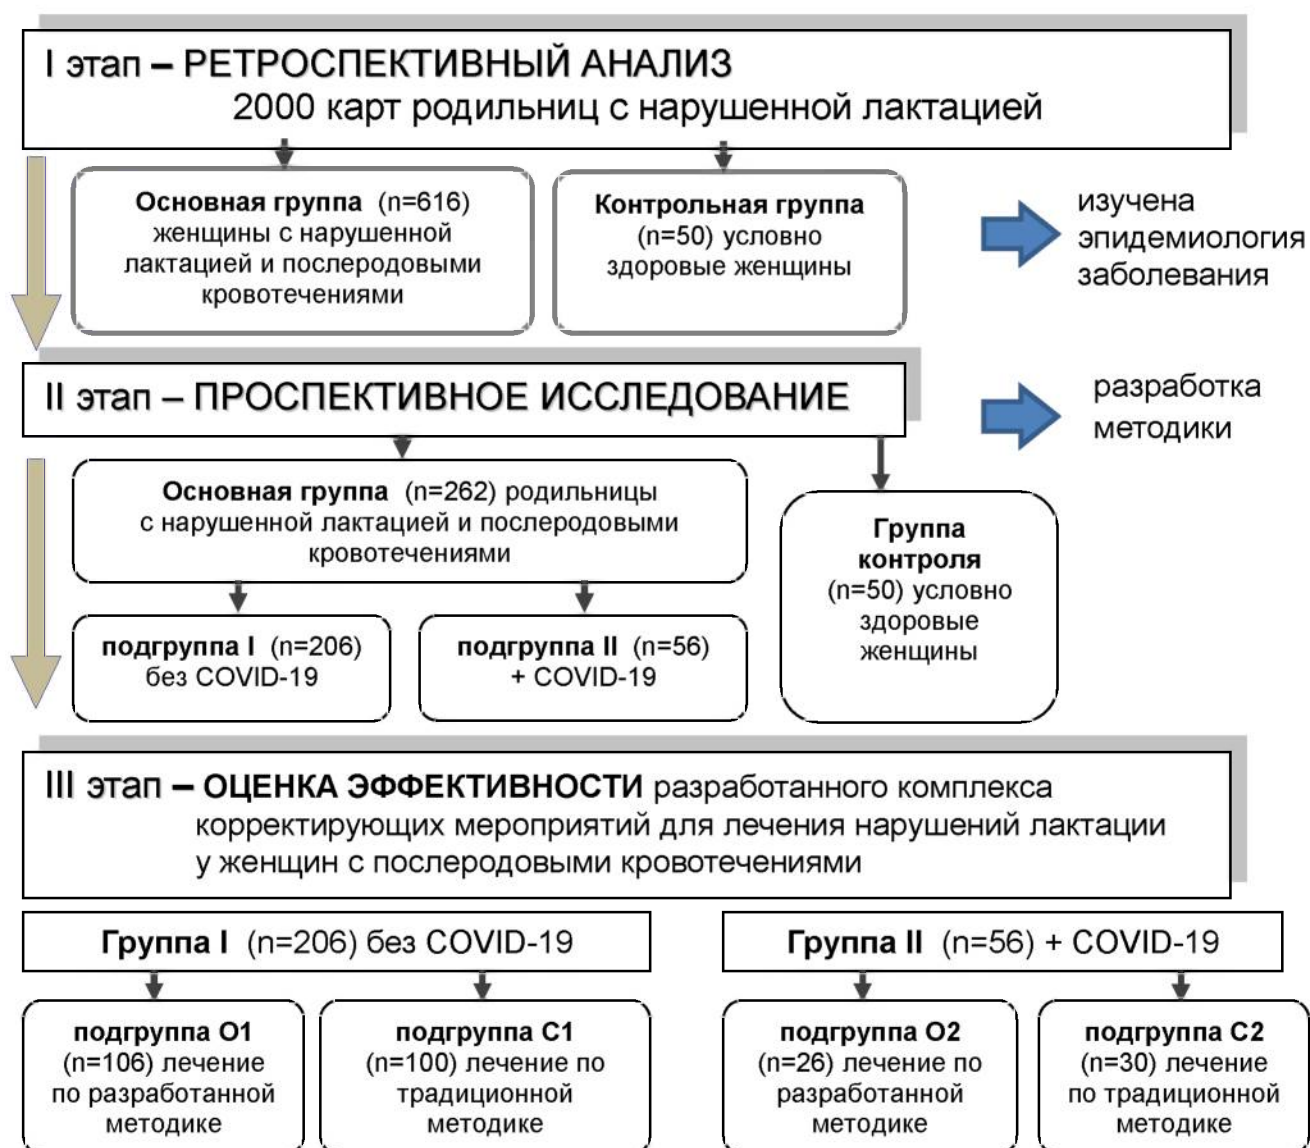 I этап – РЕТРОСПЕКТИВНЫЙ АНАЛИЗ
2000 карт родильниц с нарушенной лактацией
Основная группа (n=616)
женщины с нарушенной
лактацией и послеродовыми
кровотечениями
Контрольная группа
(n=50) условно
здоровые женщины
изучена
эпидемиология
заболевания
II этап – ПРОСПЕКТИВНОЕ ИССЛЕДОВАНИЕ
разработка
методики
Основная группа (n=262) родильницы
с нарушенной лактацией и послеродовыми
кровотечениями
Группа
контроля
(n=50) условно
здоровые
женщины
подгруппа I (n=206)
без COVID-19
подгруппа II (n=56)
+ COVID-19
III этап – ОЦЕНКА ЭФФЕКТИВНОСТИ разработанного комплекса
корректирующих мероприятий для лечения нарушений лактации
у женщин с послеродовыми кровотечениями
Группа I (n=206) без COVID-19
Группа II (n=56) + COVID-19
подгруппа О1
(n=106) лечение
по разработанной
методике
подгруппа С1
(n=100) лечение по
традиционной
методике
подгруппа О2
(n=26) лечение по
разработанной
методике
подгруппа С2
(n=30) лечение
по традиционной
методике